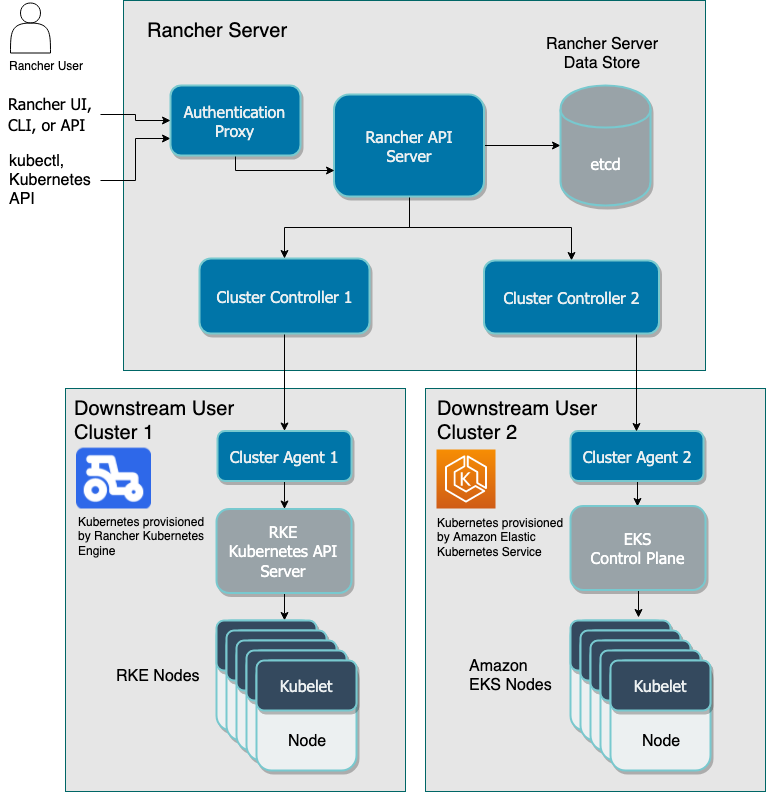 Rancher Server
Rancher User
Rancher UI,
CLI, or API
kubectl,
Kubernetes
API
Authentication
Proxy
Rancher API
Server
Rancher Server
Data Store
etcd
Cluster Controller 1
Cluster Controller 2
Downstream User
Cluster 1
Cluster Agent 1
Kubernetes provisioned
by Rancher Kubernetes
Engine
RKE
Kubernetes API
Server
RKE Nodes
Kubelet
Node
Downstream User
Cluster 2
Cluster Agent 2
K
Kubernetes provisioned
by Amazon Elastic
Kubernetes Service
EKS
Control Plane
Amazon
EKS Nodes
Kubelet
Node